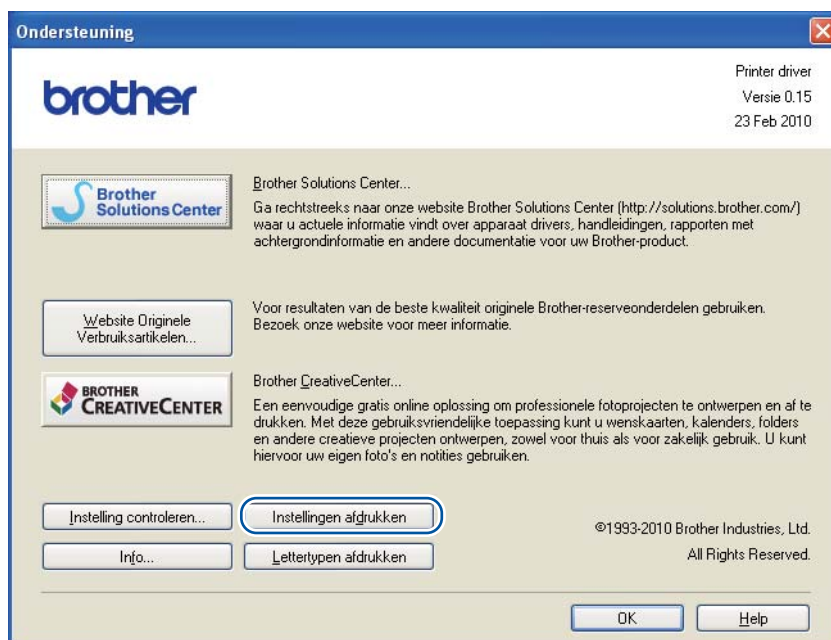 Ondersteuning
brother
Printer driver
Versie 0.15
23 Feb 2010
Brother
Solutions Center
Brother Solutions Center...
Ga rechtstreeks naar onze website Brother Solutions Center (http://solutions.brother.com/)
waar u actuele informatie vindt over apparaat drivers, handleidingen, rapporten met
achtergrondinformatie en andere documentatie voor uw Brother-product.
Website Originele
Verbruiksartikelen...
Voor resultaten van de beste kwaliteit originele Brother-reserveonderdelen gebruiken.
Bezoek onze website voor meer informatie.
BROTHER
CREATIVECENTER
Brother CreativeCenter...
Een eenvoudige gratis online oplossing om professionele fotoprojecten te ontwerpen en af te
drukken. Met deze gebruiksvriendelijke toepassing kunt u wenskaarten, kalenders, folders
en andere creatieve projecten ontwerpen, zowel voor thuis als voor zakelijk gebruik. U kunt
hiervoor uw eigen foto's en notities gebruiken.
Instelling controleren...
Instellingen afdrukken
Info...
Lettertypen afdrukken
©1993-2010 Brother Industries, Ltd.
All Rights Reserved.
OK
Help